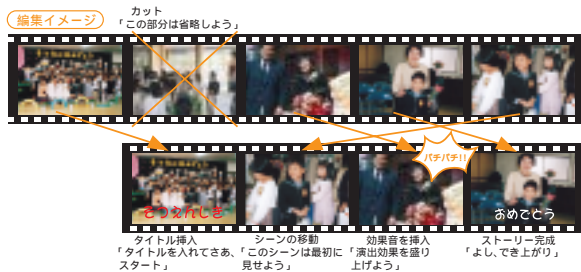 編集イメージ
カット
「この部分は省略しよう」
パチパチ!!
そつえんしき
おめでとう
タイトル挿入
「タイトルを入れてさあ、
スタート」
シーンの移動
「このシーンは最初に
見せよう」
効果音を挿入
「演出効果を盛り
上げよう」
ストーリー完成
「よし、でき上がり」